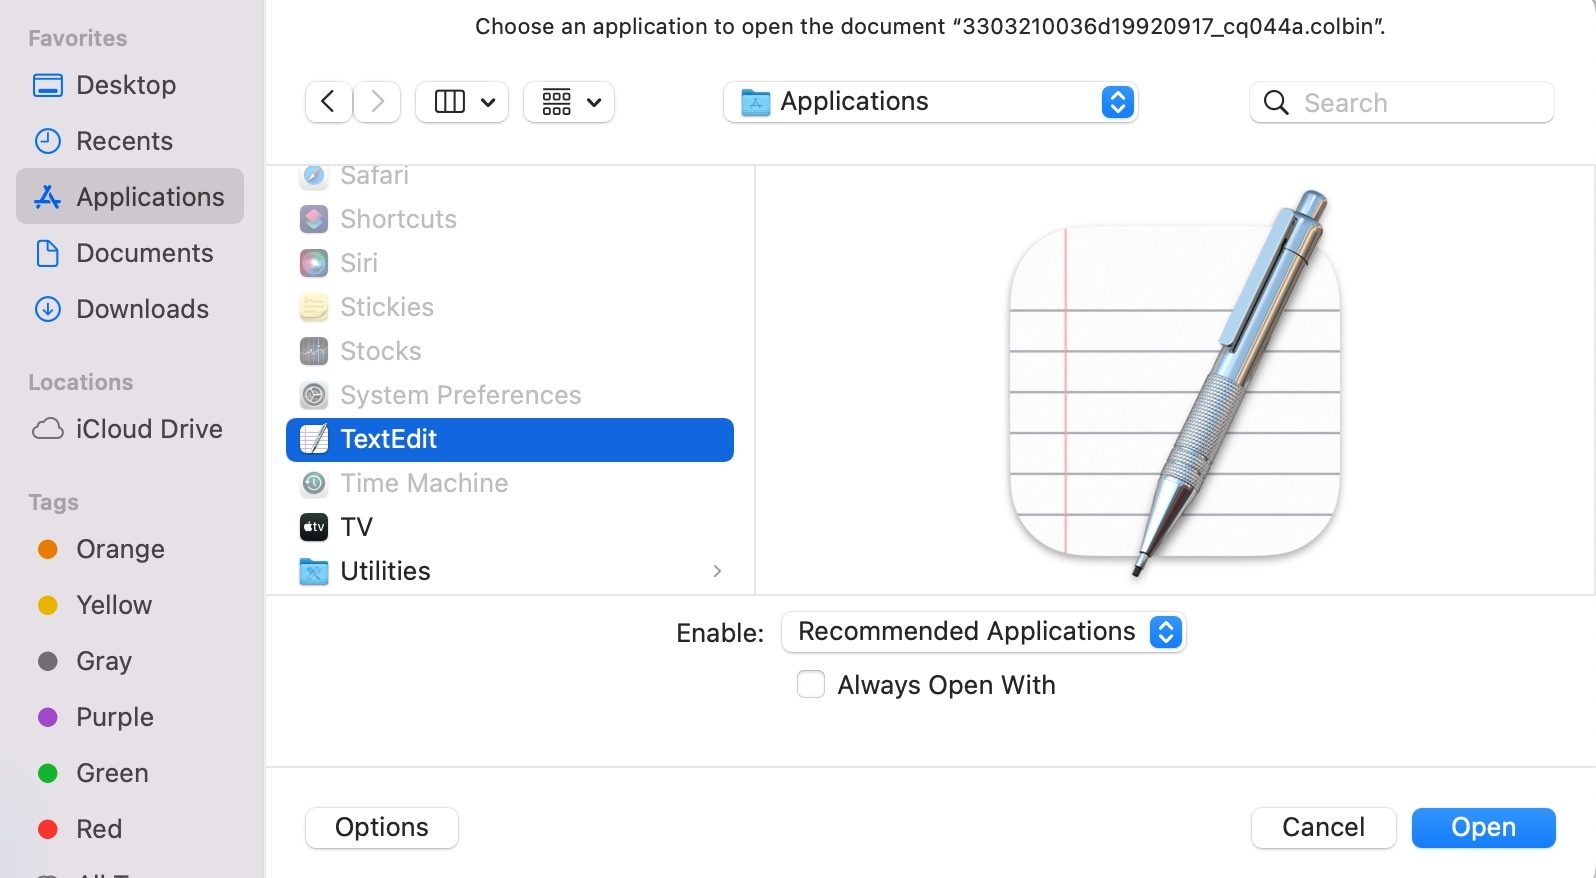 Choose an application to open the document “3303210036d19920917_cq044a.colbin”.
Favorites
Desktop
Recents
Applications
Documents
Downloads
Locations
iCloud Drive
Tags
Orange
Yellow
Gray
Purple
Green
Red
Applications
Search
Safari
Shortcuts
Siri
Stickies
Stocks
System Preferences
TextEdit
Time Machine
tv TV
Utilities
Enable: Recommended Applications
Always Open With
Options
Cancel
Open